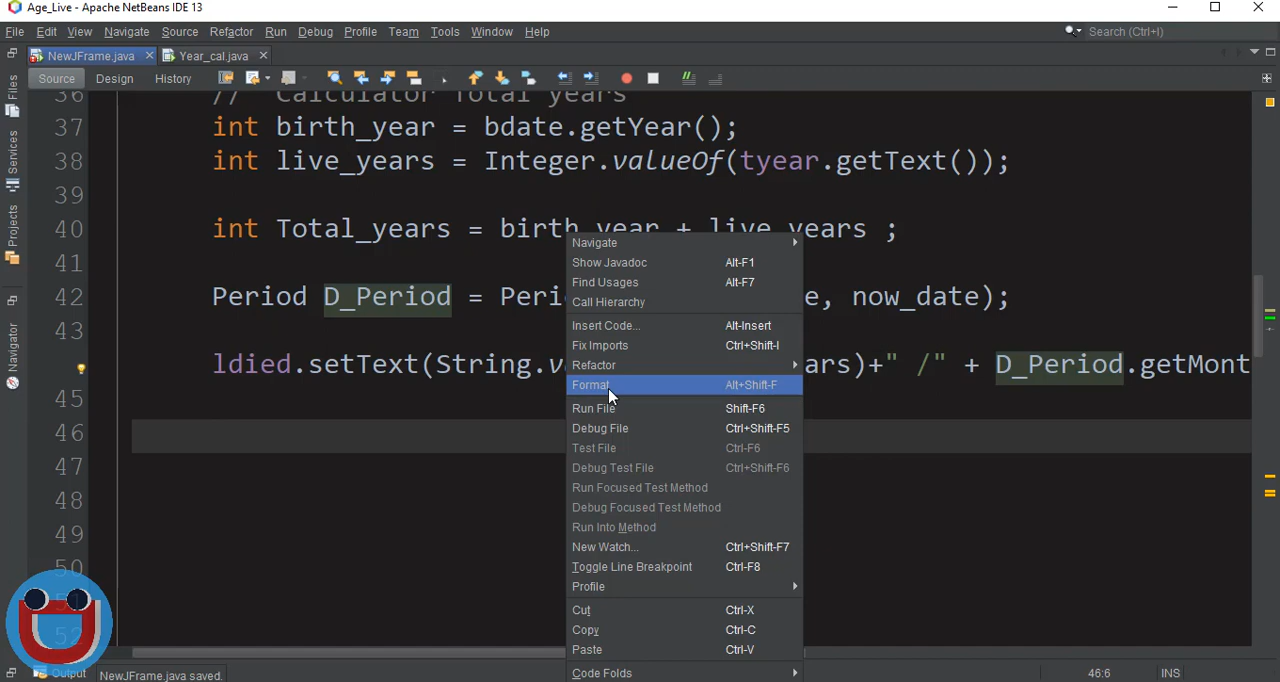 Age_Live - Apache NetBeans IDE 13
File Edit View Navigate Source Refactor Run Debug Profile Team Tools Window Help
Search (Ctrl+I)
NewJFrame.java
Year_cal.java
Source Design History
Files
Services
Projects
Navigator
36 // Calculator Total years
37 int birth_year = bdate.getYear();
38 int live_years = Integer.valueOf(tyear.getText());
39
40 int Total_years = birth_year + live_years ;
41
42 Period D_Period = Peri e, now_date);
43
ldied.setText(String.v ars)+" /" + D_Period.getMont
45
46
47
48
49
50
52
Navigate
Show Javadoc Alt-F1
Find Usages Alt-F7
Call Hierarchy
Insert Code... Alt-Insert
Fix Imports Ctrl+Shift-I
Refactor
Format Alt+Shift-F
Run File Shift-F6
Debug File Ctrl+Shift-F5
Test File Ctrl-F6
Debug Test File Ctrl+Shift-F6
Run Focused Test Method
Debug Focused Test Method
Run Into Method
New Watch... Ctrl+Shift-F7
Toggle Line Breakpoint Ctrl-F8
Profile
Cut Ctrl-X
Copy Ctrl-C
Paste Ctrl-V
Code Folds
Output
NewJFrame.java saved.
46:6
INS